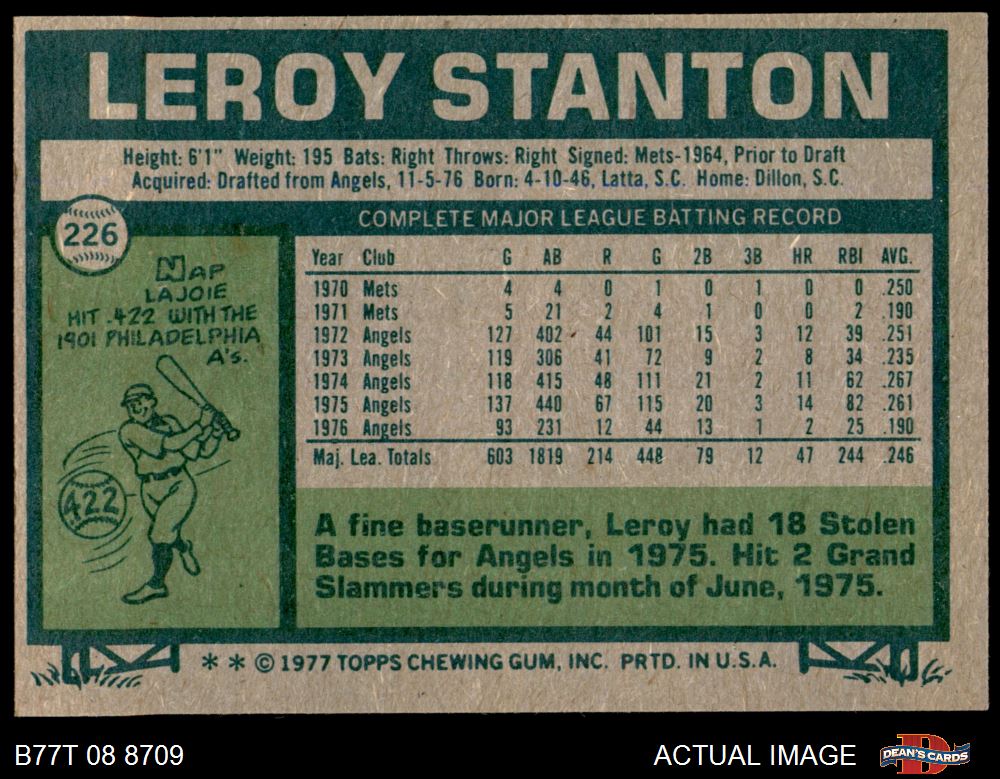 LEROY STANTON
Height: 6'1" Weight: 195 Bats: Right Throws: Right Signed: Mets-1964, Prior to Draft
Acquired: Drafted from Angels, 11-5-76 Born: 4-10-46, Latta, S.C. Home: Dillon, S.C.
226
COMPLETE MAJOR LEAGUE BATTING RECORD
NAP
LAJOIE
HIT .422 WITH THE
1901 PHILADELPHIA
A's.
422
Year Club G AB R G 2B 3B HR RBI AVG.
1970 Mets 4 4 0 1 0 1 0 0 .250
1971 Mets 5 21 2 4 1 0 0 2 .190
1972 Angels 127 402 44 101 15 3 12 39 .251
1973 Angels 119 306 41 72 9 2 8 34 .235
1974 Angels 118 415 48 111 21 2 11 62 .267
1975 Angels 137 440 67 115 20 3 14 82 .261
1976 Angels 93 231 12 44 13 1 2 25 .190
Maj. Lea. Totals 603 1819 214 448 79 12 47 244 .246
A fine baserunner, Leroy had 18 Stolen
Bases for Angels in 1975. Hit 2 Grand
Slammers during month of June, 1975.
* * © 1977 TOPPS CHEWING GUM, INC. PRTD. IN U.S.A.
B77T 08 8709
ACTUAL IMAGE
DEAN'S CARDS